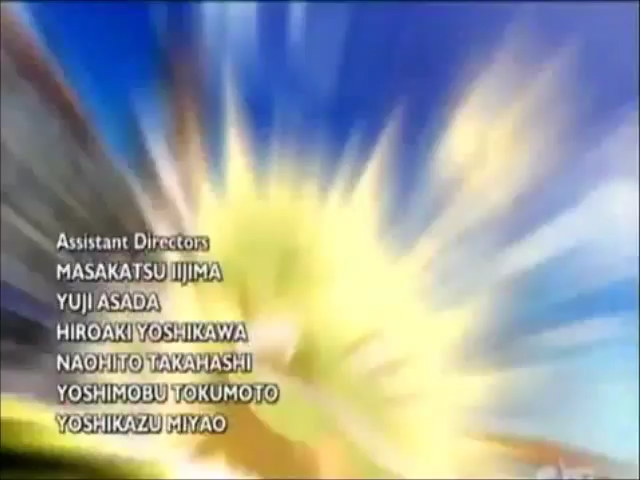 Assistant Directors
MASAKATSU IIJIMA
YUJI ASADA
HIROAKI YOSHIKAWA
NAOHITO TAKAHASHI
YOSHIMOBU TOKUMOTO
YOSHIKAZU MIYAO